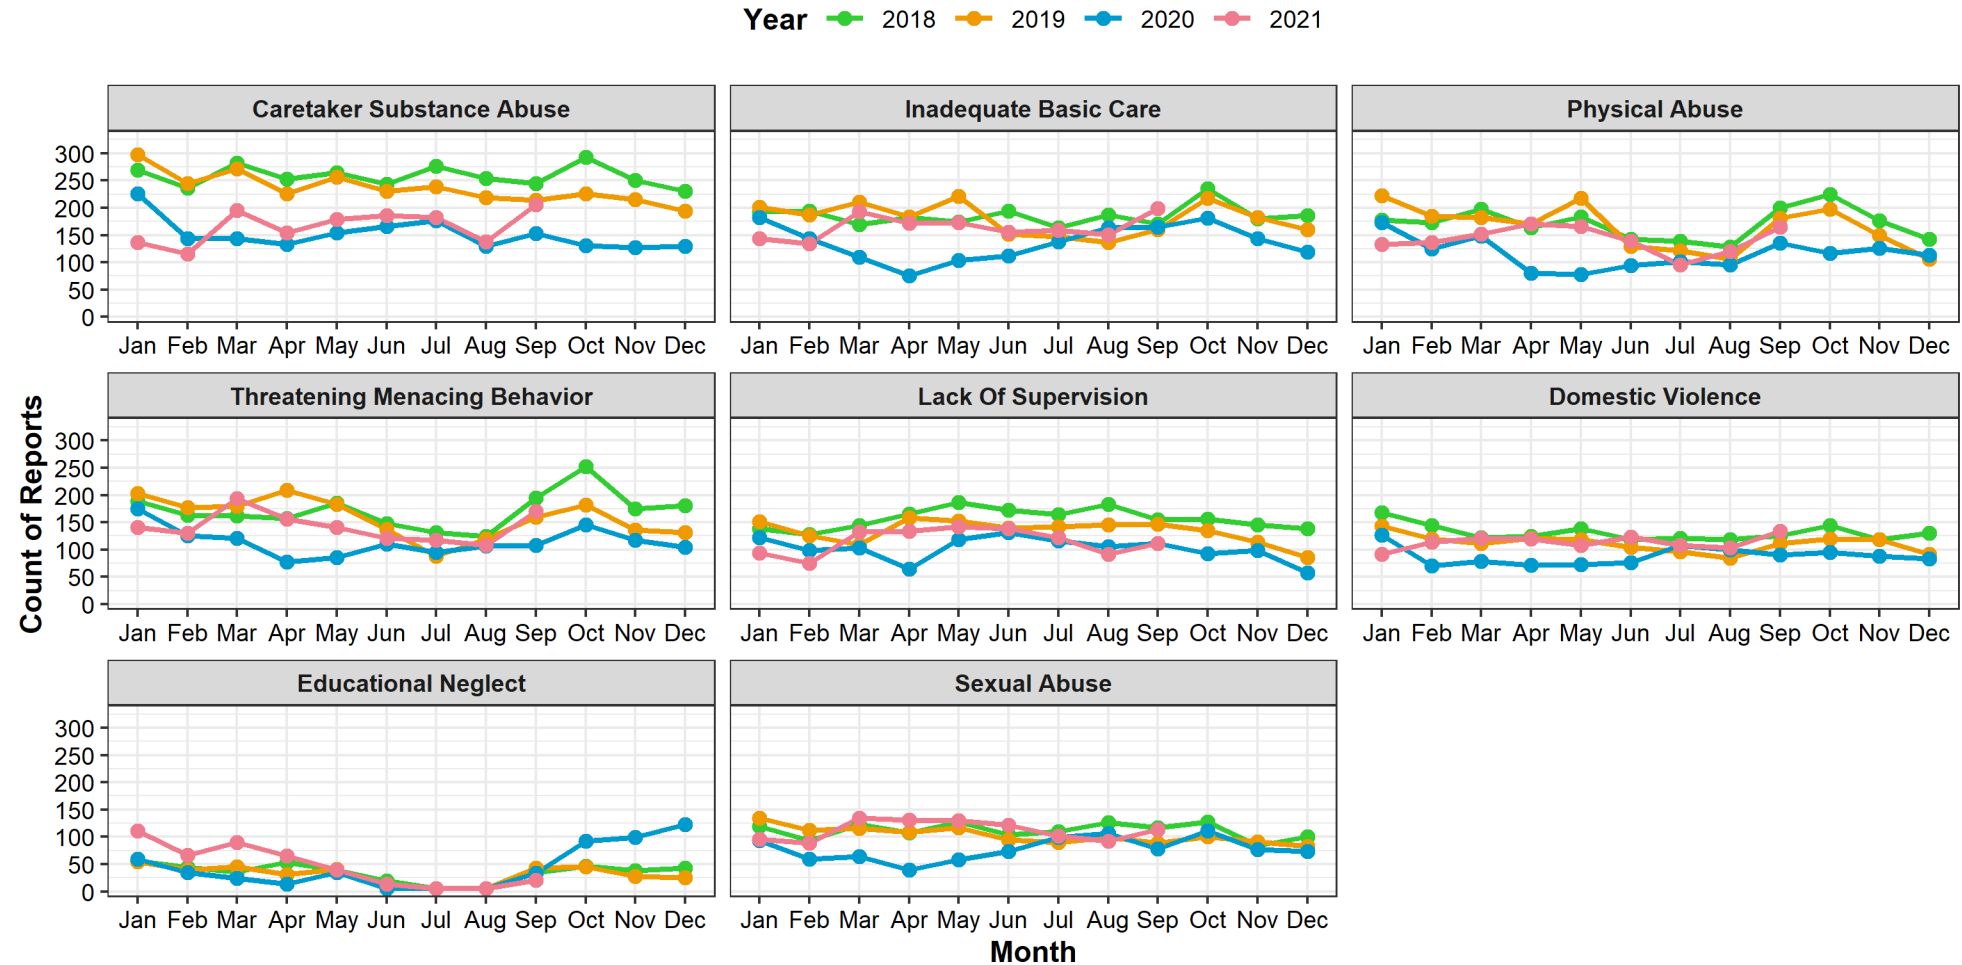 Year 2018 2019 2020 2021
Caretaker Substance Abuse Inadequate Basic Care Physical Abuse
300
250
200
150
100
50
0
Jan Feb Mar Apr May Jun Jul Aug Sep Oct Nov Dec Jan Feb Mar Apr May Jun Jul Aug Sep Oct Nov Dec Jan Feb Mar Apr May Jun Jul Aug Sep Oct Nov Dec
Threatening Menacing Behavior Lack Of Supervision Domestic Violence
Count of Reports
300
250
200
150
100
50
0
Jan Feb Mar Apr May Jun Jul Aug Sep Oct Nov Dec Jan Feb Mar Apr May Jun Jul Aug Sep Oct Nov Dec Jan Feb Mar Apr May Jun Jul Aug Sep Oct Nov Dec
Educational Neglect Sexual Abuse
300
250
200
150
100
50
0
Jan Feb Mar Apr May Jun Jul Aug Sep Oct Nov Dec Jan Feb Mar Apr May Jun Jul Aug Sep Oct Nov Dec
Month